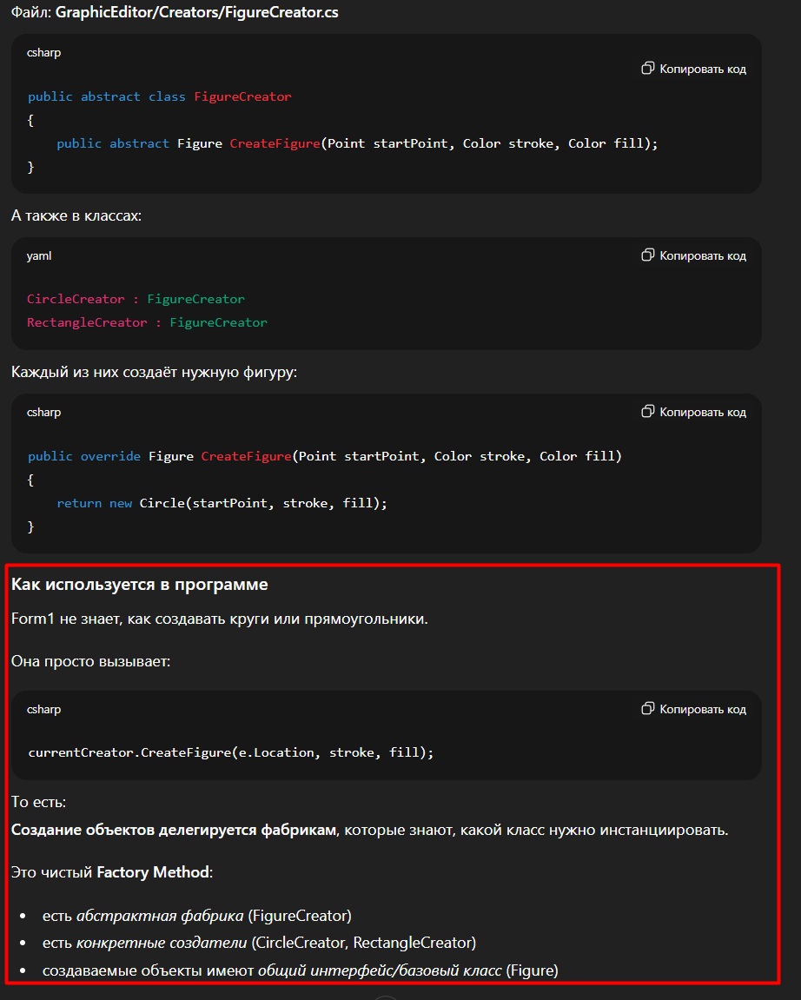 Файл: GraphicEditor/Creators/FigureCreator.cs
csharp
Копировать код
public abstract class FigureCreator
{
    public abstract Figure CreateFigure(Point startPoint, Color stroke, Color fill);
}
А также в классах:
yaml
Копировать код
CircleCreator : FigureCreator
RectangleCreator : FigureCreator
Каждый из них создаёт нужную фигуру:
csharp
Копировать код
public override Figure CreateFigure(Point startPoint, Color stroke, Color fill)
{
    return new Circle(startPoint, stroke, fill);
}
Как используется в программе
Form1 не знает, как создавать круги или прямоугольники.
Она просто вызывает:
csharp
Копировать код
currentCreator.CreateFigure(e.Location, stroke, fill);
То есть:
Создание объектов делегируется фабрикам, которые знают, какой класс нужно инстанциировать.
Это чистый Factory Method:
• есть абстрактная фабрика (FigureCreator)
• есть конкретные создатели (CircleCreator, RectangleCreator)
• создаваемые объекты имеют общий интерфейс/базовый класс (Figure)